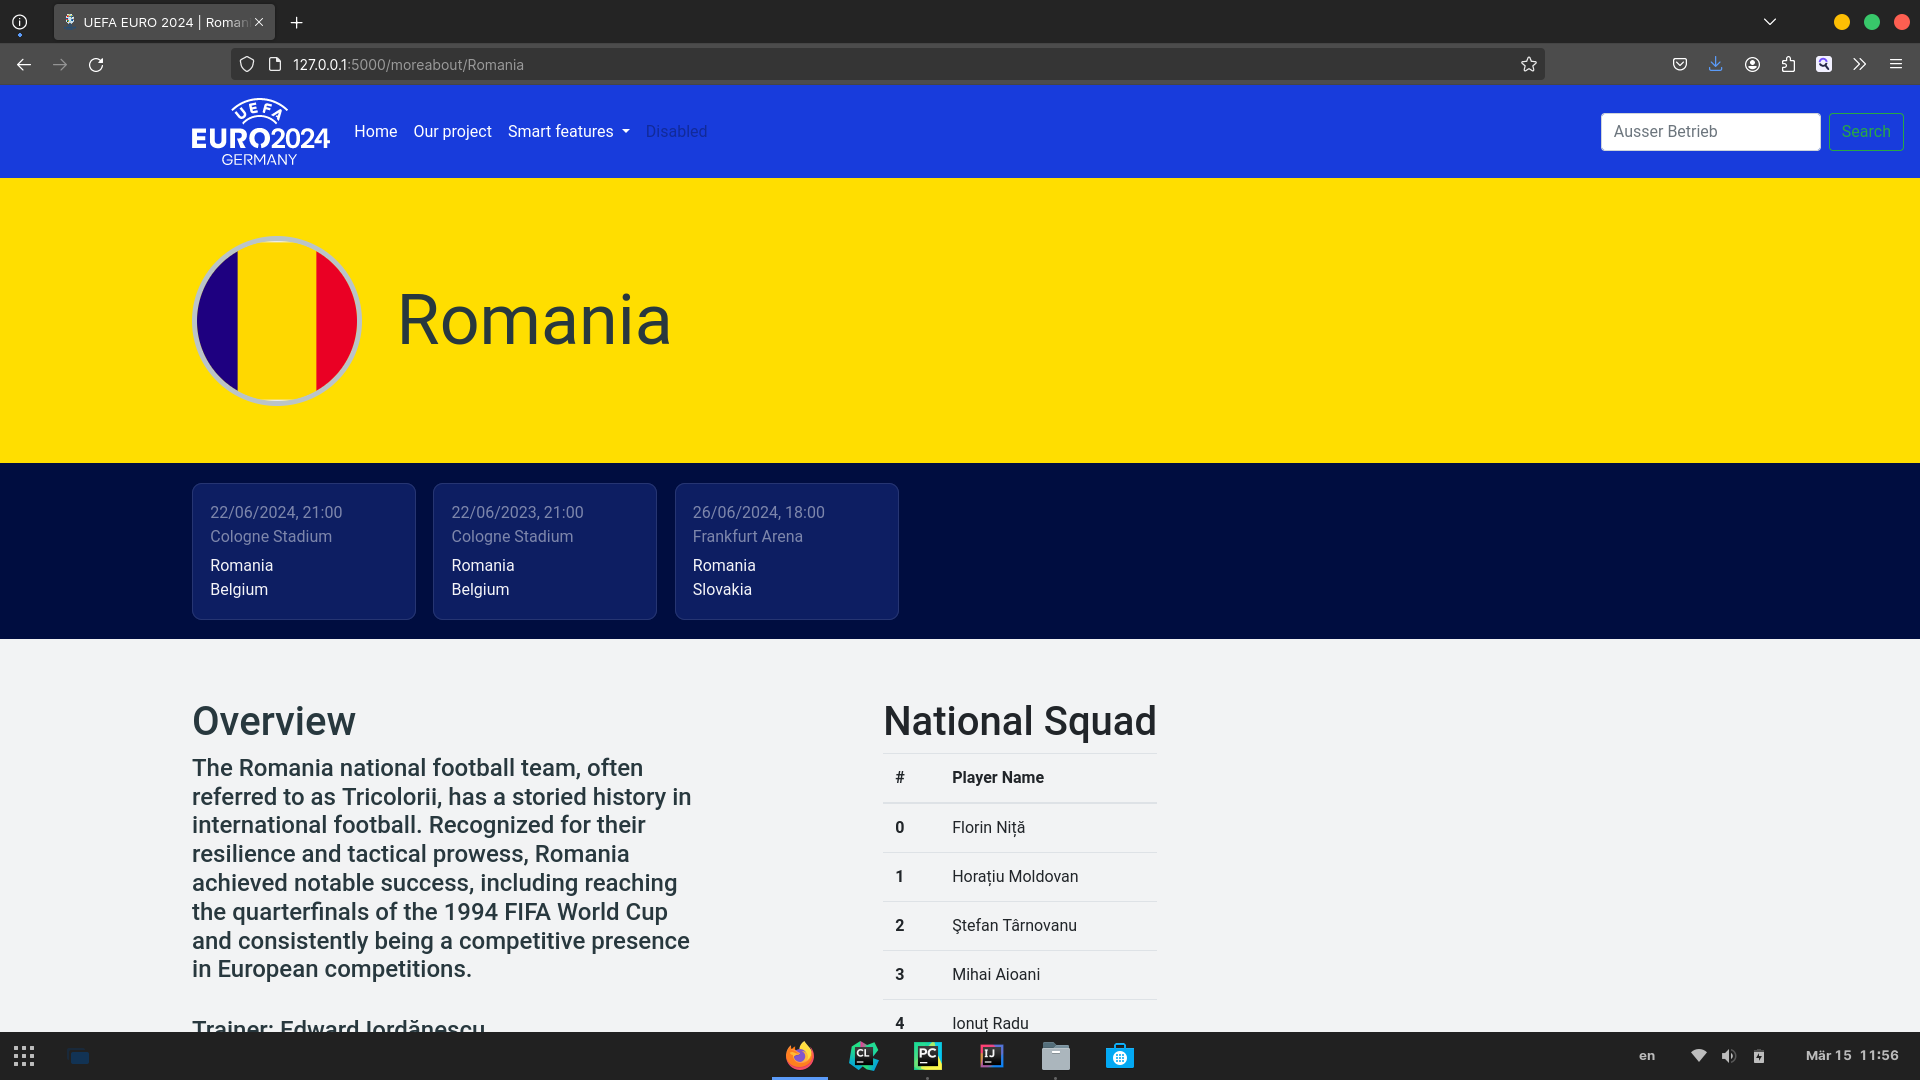 UEFA EURO 2024 | Roman
127.0.0.1:5000/moreabout/Romania
UEFA
EURO2024
GERMANY
Home Our project Smart features Disabled
Ausser Betrieb Search
Romania
22/06/2024, 21:00
Cologne Stadium
Romania
Belgium
22/06/2023, 21:00
Cologne Stadium
Romania
Belgium
26/06/2024, 18:00
Frankfurt Arena
Romania
Slovakia
Overview
The Romania national football team, often
referred to as Tricolorii, has a storied history in
international football. Recognized for their
resilience and tactical prowess, Romania
achieved notable success, including reaching
the quarterfinals of the 1994 FIFA World Cup
and consistently being a competitive presence
in European competitions.
Trainer: Edward Iordănescu
National Squad
# Player Name
0 Florin Niță
1 Horațiu Moldovan
2 Ştefan Târnovanu
3 Mihai Aioani
4 Ionuț Radu
CL
PC
IJ
en
Mär 15 11:56